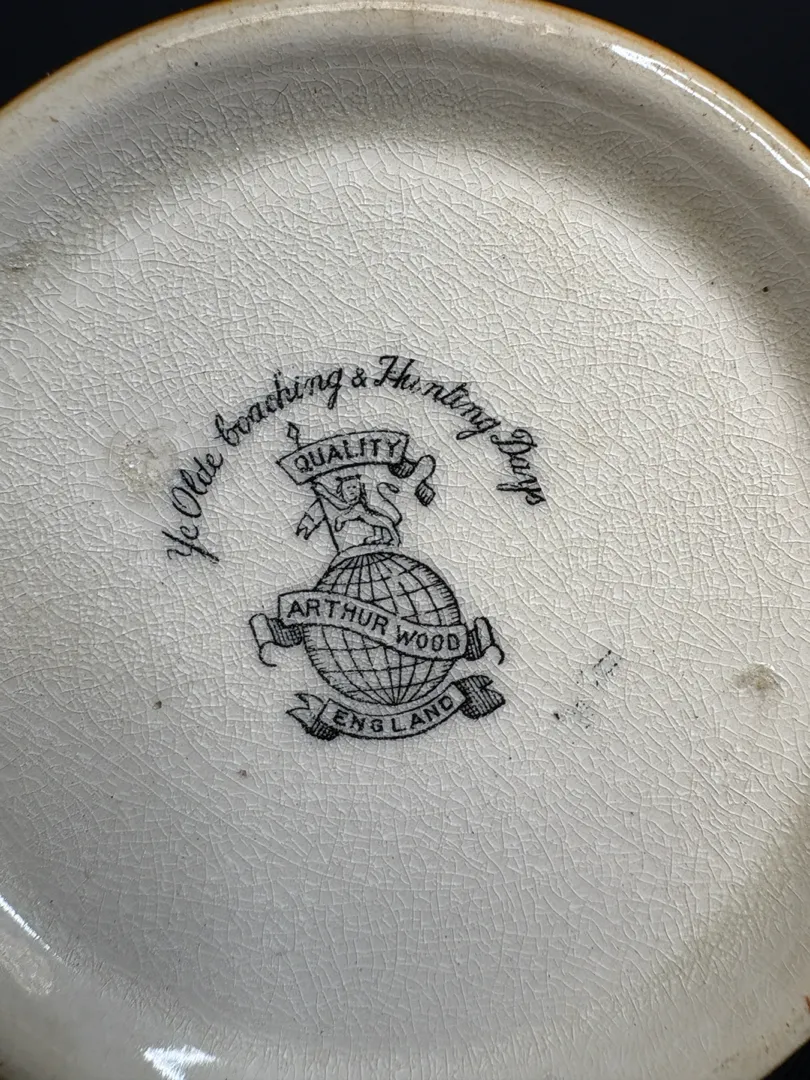 Ye Olde Coaching & Hunting Days
QUALITY
ARTHUR WOOD
ENGLAND